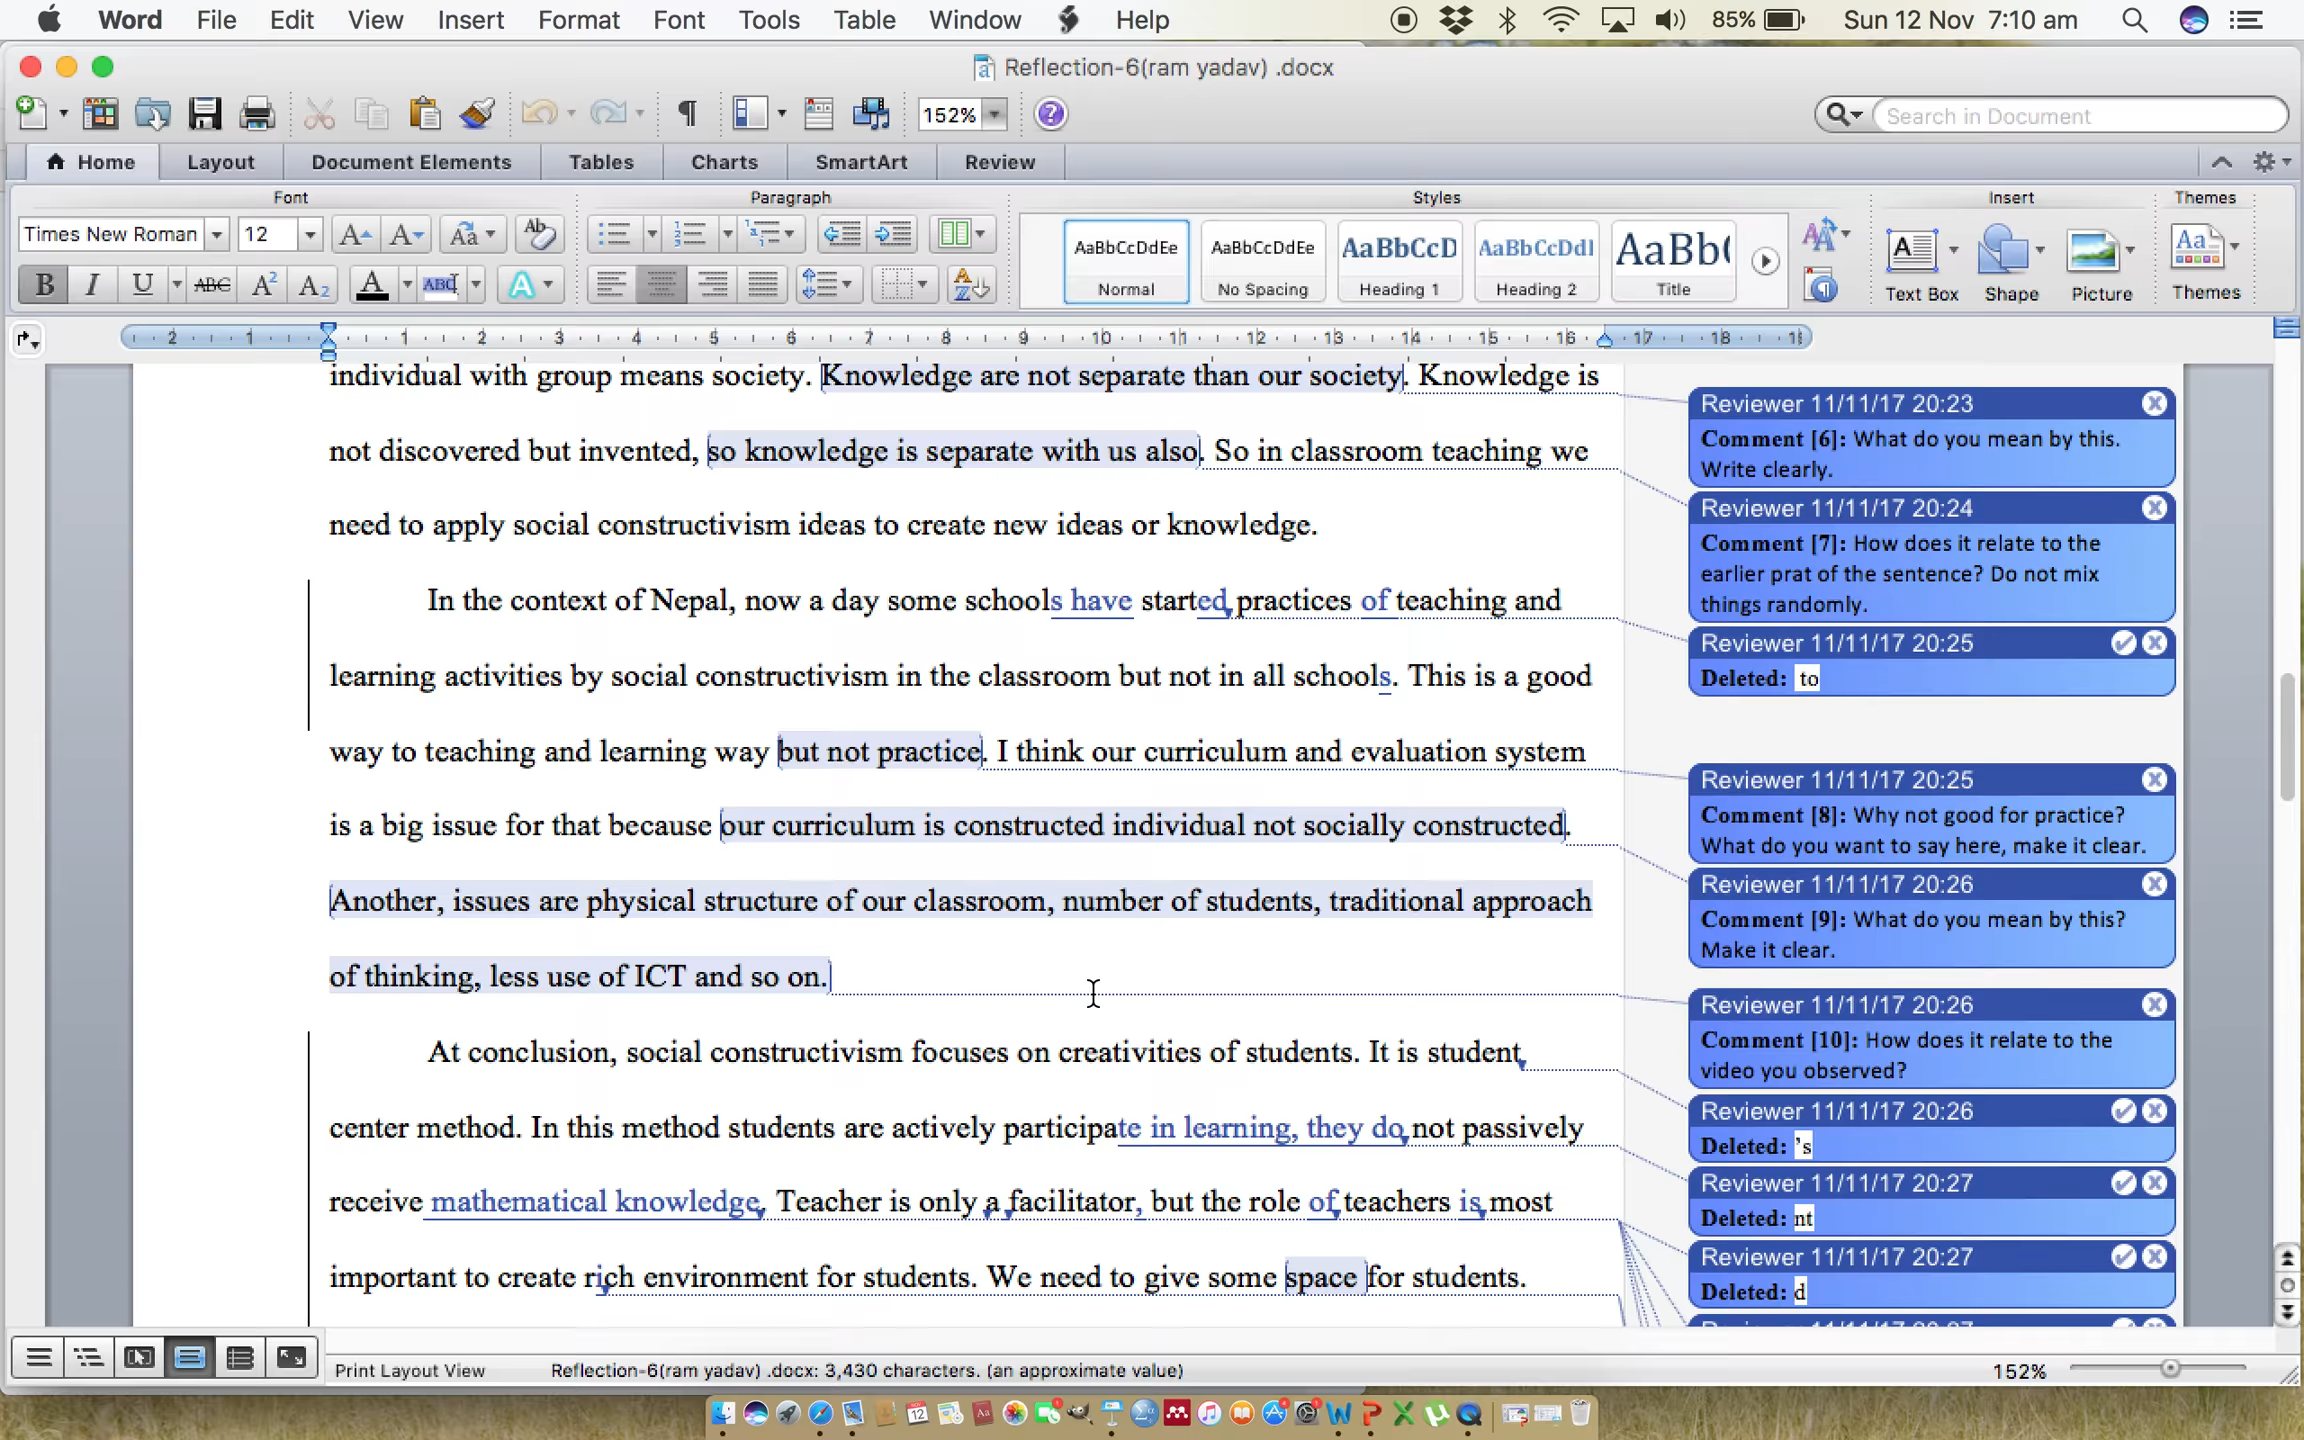 Word File Edit View Insert Format Font Tools Table Window Help 85% Sun 12 Nov 7:10 am
Reflection-6(ram yadav) .docx
152% Search in Document
Home Layout Document Elements Tables Charts SmartArt Review
Font Paragraph Styles Insert Themes
Times New Roman 12
AaBbCcDdEe AaBbCcDdEe AaBbCcD AaBbCcDdI AaBb(
Normal No Spacing Heading 1 Heading 2 Title Text Box Shape Picture Themes
2 1 1 2 3 4 5 6 7 8 9 10 11 12 13 14 15 16 17 18
individual with group means society. Knowledge are not separate than our society. Knowledge is
not discovered but invented, so knowledge is separate with us also. So in classroom teaching we
need to apply social constructivism ideas to create new ideas or knowledge.
In the context of Nepal, now a day some schools have started practices of teaching and
learning activities by social constructivism in the classroom but not in all schools. This is a good
way to teaching and learning way but not practice. I think our curriculum and evaluation system
is a big issue for that because our curriculum is constructed individual not socially constructed.
Another, issues are physical structure of our classroom, number of students, traditional approach
of thinking, less use of ICT and so on.
At conclusion, social constructivism focuses on creativities of students. It is student
center method. In this method students are actively participate in learning, they do not passively
receive mathematical knowledge. Teacher is only a facilitator, but the role of teachers is most
important to create rich environment for students. We need to give some space for students.
Reviewer 11/11/17 20:23
Comment [6]: What do you mean by this.
Write clearly.
Reviewer 11/11/17 20:24
Comment [7]: How does it relate to the
earlier prat of the sentence? Do not mix
things randomly.
Reviewer 11/11/17 20:25
Deleted: to
Reviewer 11/11/17 20:25
Comment [8]: Why not good for practice?
What do you want to say here, make it clear.
Reviewer 11/11/17 20:26
Comment [9]: What do you mean by this?
Make it clear.
Reviewer 11/11/17 20:26
Comment [10]: How does it relate to the
video you observed?
Reviewer 11/11/17 20:26
Deleted: 's
Reviewer 11/11/17 20:27
Deleted: nt
Reviewer 11/11/17 20:27
Deleted: d
Print Layout View Reflection-6(ram yadav) .docx: 3,430 characters. (an approximate value) 152%